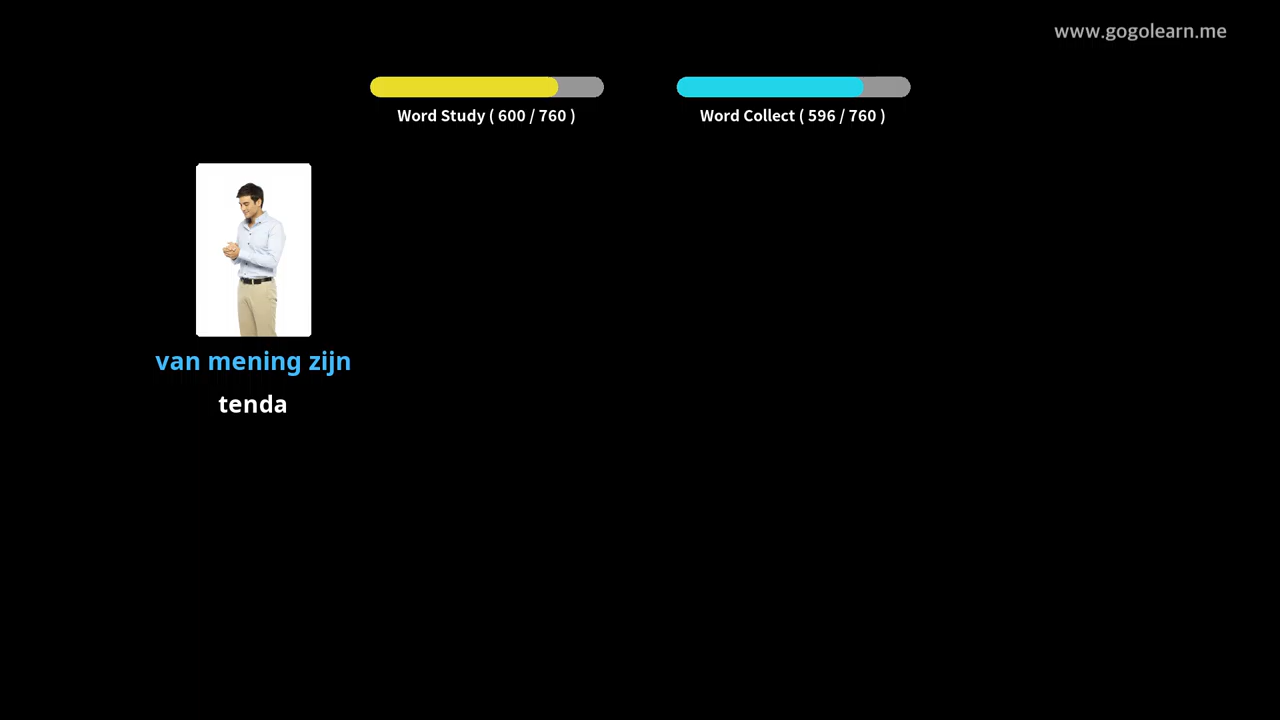 www.gogolearn.me
Word Study ( 600 / 760 )
Word Collect ( 596 / 760 )
van mening zijn
tenda